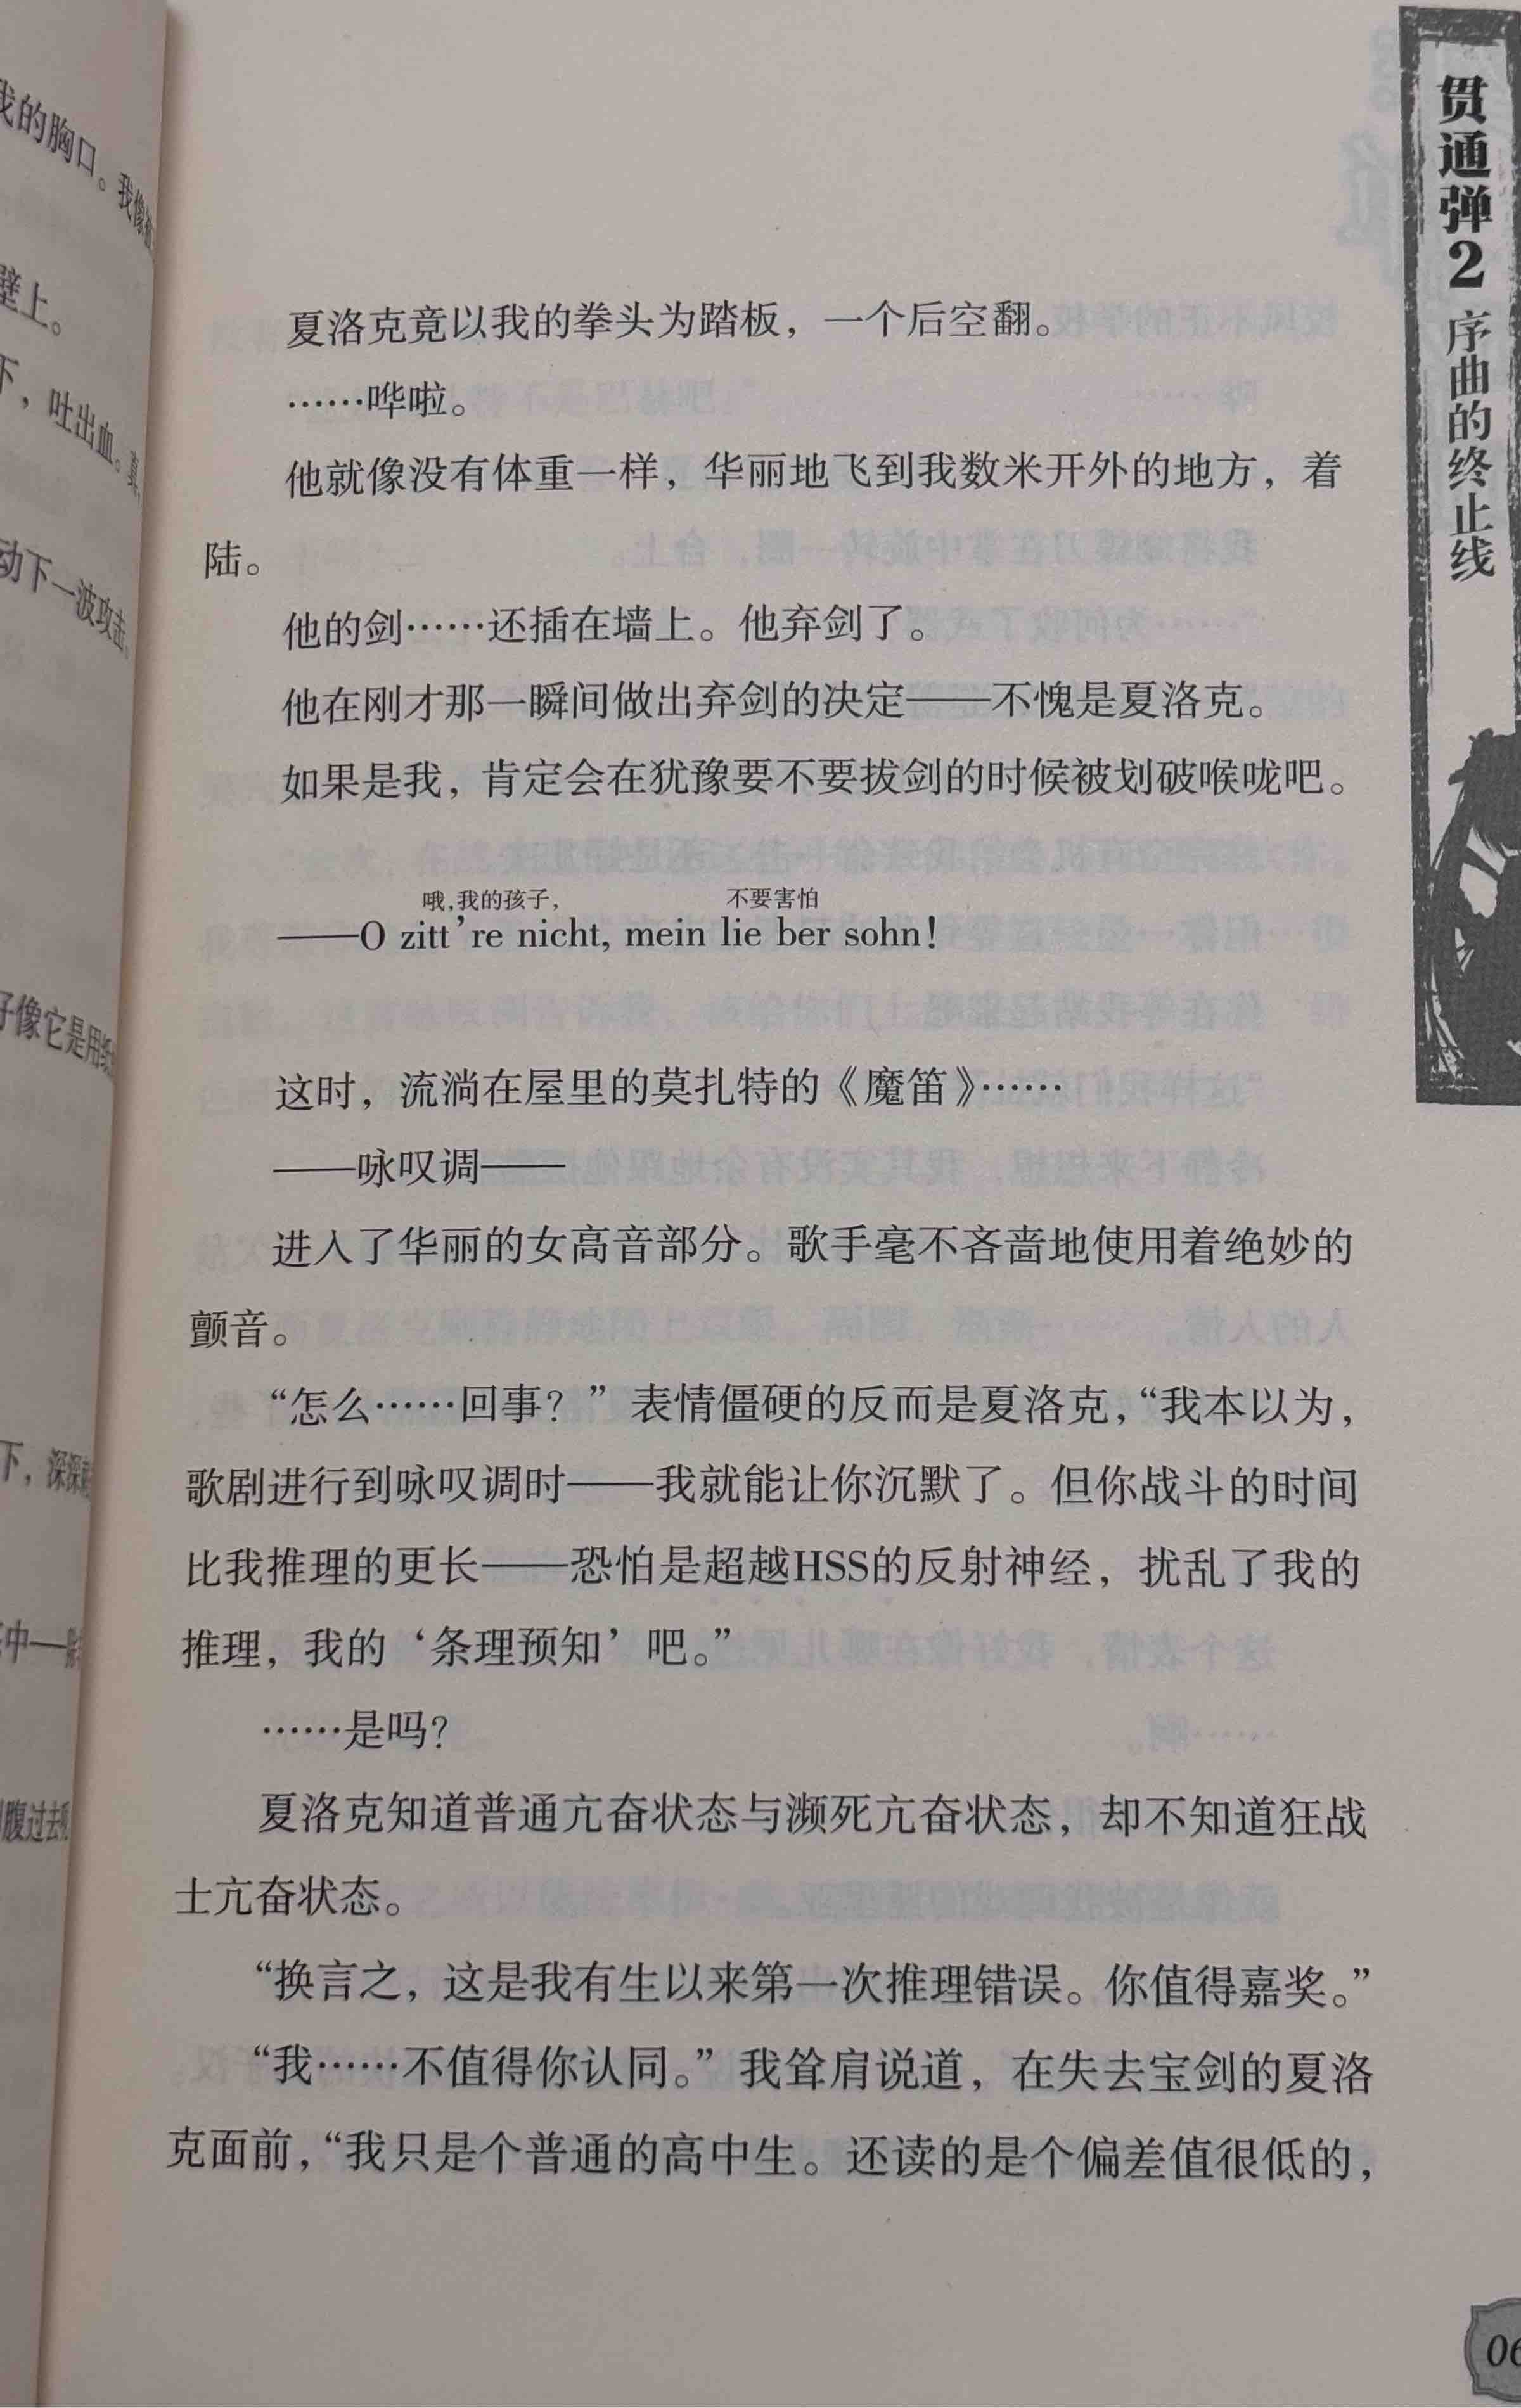 我的胸口。我像
壁上。
下，吐出血。真
动下一波攻击。
好像它是用
下，深深
中一
腹过去
夏洛克竟以我的拳头为踏板，一个后空翻。
……哗啦。
他就像没有体重一样，华丽地飞到我数米开外的地方，着
陆。
他的剑……还插在墙上。他弃剑了。
他在刚才那一瞬间做出弃剑的决定——不愧是夏洛克。
如果是我，肯定会在犹豫要不要拔剑的时候被划破喉咙吧。
哦,我的孩子, 不要害怕
——O zitt’re nicht, mein lie ber sohn!
这时，流淌在屋里的莫扎特的《魔笛》……
——咏叹调——
进入了华丽的女高音部分。歌手毫不吝啬地使用着绝妙的
颤音。
“怎么……回事？”表情僵硬的反而是夏洛克，“我本以为，
歌剧进行到咏叹调时——我就能让你沉默了。但你战斗的时间
比我推理的更长——恐怕是超越HSS的反射神经，扰乱了我的
推理，我的‘条理预知’吧。”
……是吗？
夏洛克知道普通亢奋状态与濒死亢奋状态，却不知道狂战
士亢奋状态。
“换言之，这是我有生以来第一次推理错误。你值得嘉奖。”
“我……不值得你认同。”我耸肩说道，在失去宝剑的夏洛
克面前，“我只是个普通的高中生。还读的是个偏差值很低的，
贯通弹2 序曲的终止线
06